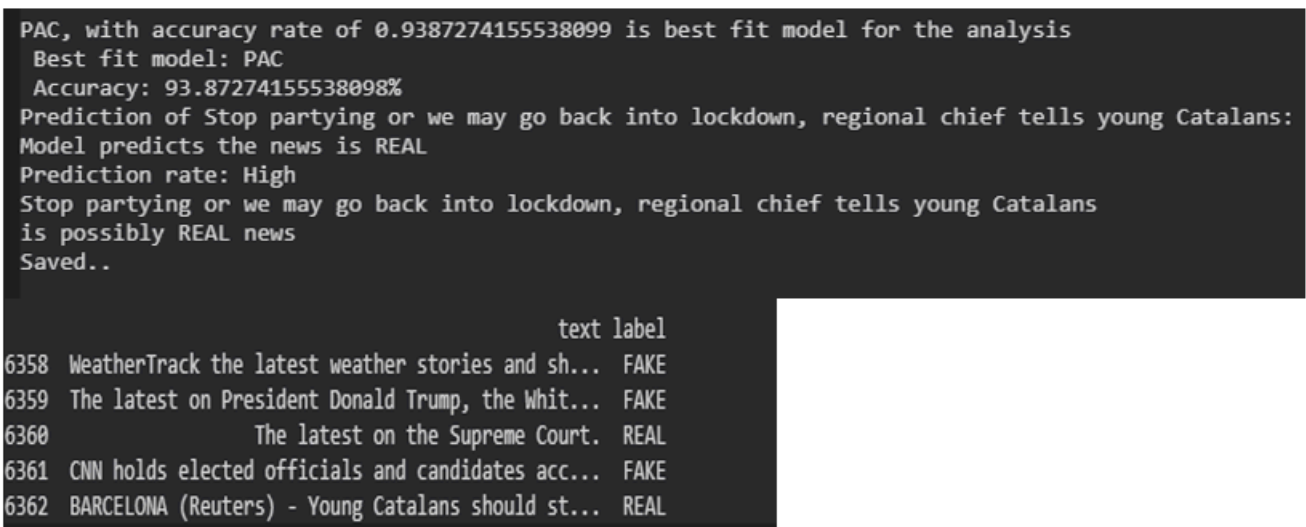 PAC, with accuracy rate of 0.9387274155538099 is best fit model for the analysis
Best fit model: PAC
Accuracy: 93.87274155538098%
Prediction of Stop partying or we may go back into lockdown, regional chief tells young Catalans:
Model predicts the news is REAL
Prediction rate: High
Stop partying or we may go back into lockdown, regional chief tells young Catalans
is possibly REAL news
Saved..
text label
6358 WeatherTrack the latest weather stories and sh... FAKE
6359 The latest on President Donald Trump, the Whit... FAKE
6360 The latest on the Supreme Court. REAL
6361 CNN holds elected officials and candidates acc... FAKE
6362 BARCELONA (Reuters) - Young Catalans should st... REAL